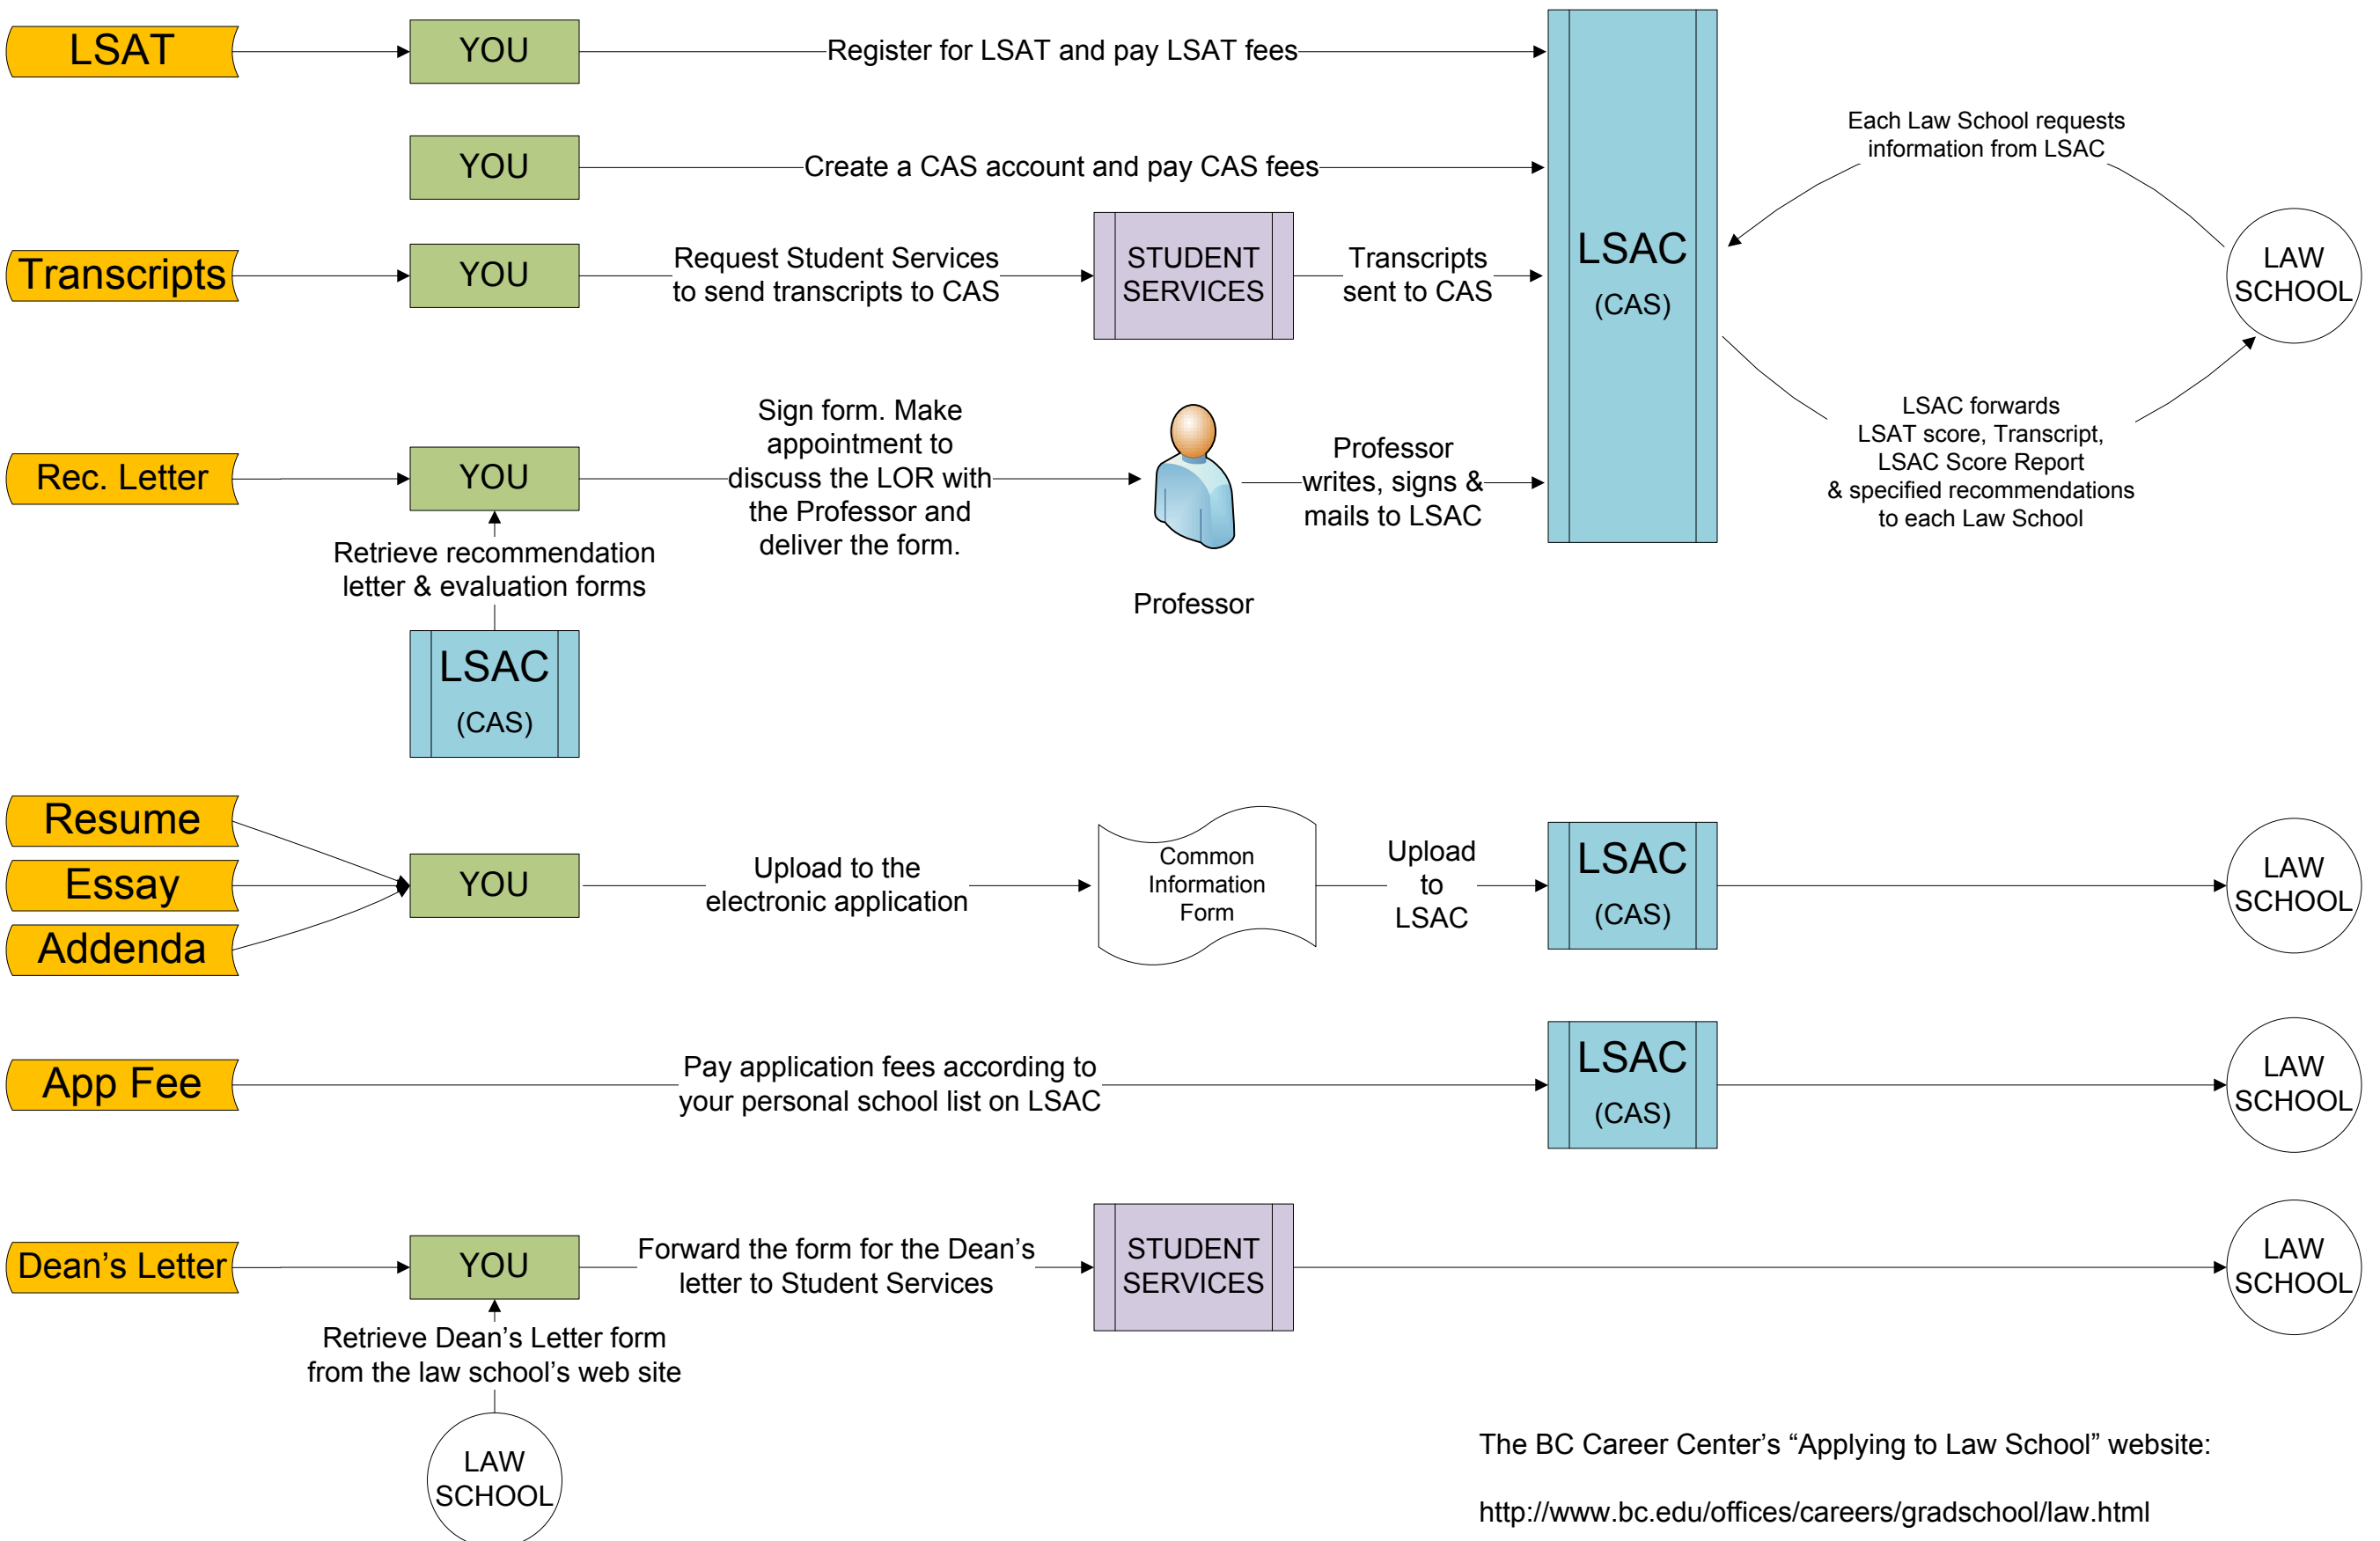 LSAT
YOU
Register for LSAT and pay LSAT fees
YOU
Create a CAS account and pay CAS fees
Transcripts
YOU
Request Student Services
to send transcripts to CAS
STUDENT
SERVICES
Transcripts
sent to CAS
LSAC
(CAS)
Each Law School requests
information from LSAC
LAW
SCHOOL
LSAC forwards
LSAT score, Transcript,
LSAC Score Report
& specified recommendations
to each Law School
Rec. Letter
YOU
Sign form. Make
appointment to
discuss the LOR with
the Professor and
deliver the form.
Professor
writes, signs &
mails to LSAC
Professor
Retrieve recommendation
letter & evaluation forms
LSAC
(CAS)
Resume
Essay
Addenda
YOU
Upload to the
electronic application
Common
Information
Form
Upload
to
LSAC
LSAC
(CAS)
LAW
SCHOOL
App Fee
Pay application fees according to
your personal school list on LSAC
LSAC
(CAS)
LAW
SCHOOL
Dean’s Letter
YOU
Forward the form for the Dean’s
letter to Student Services
STUDENT
SERVICES
LAW
SCHOOL
Retrieve Dean’s Letter form
from the law school’s web site
LAW
SCHOOL
The BC Career Center’s “Applying to Law School” website:
http://www.bc.edu/offices/careers/gradschool/law.html